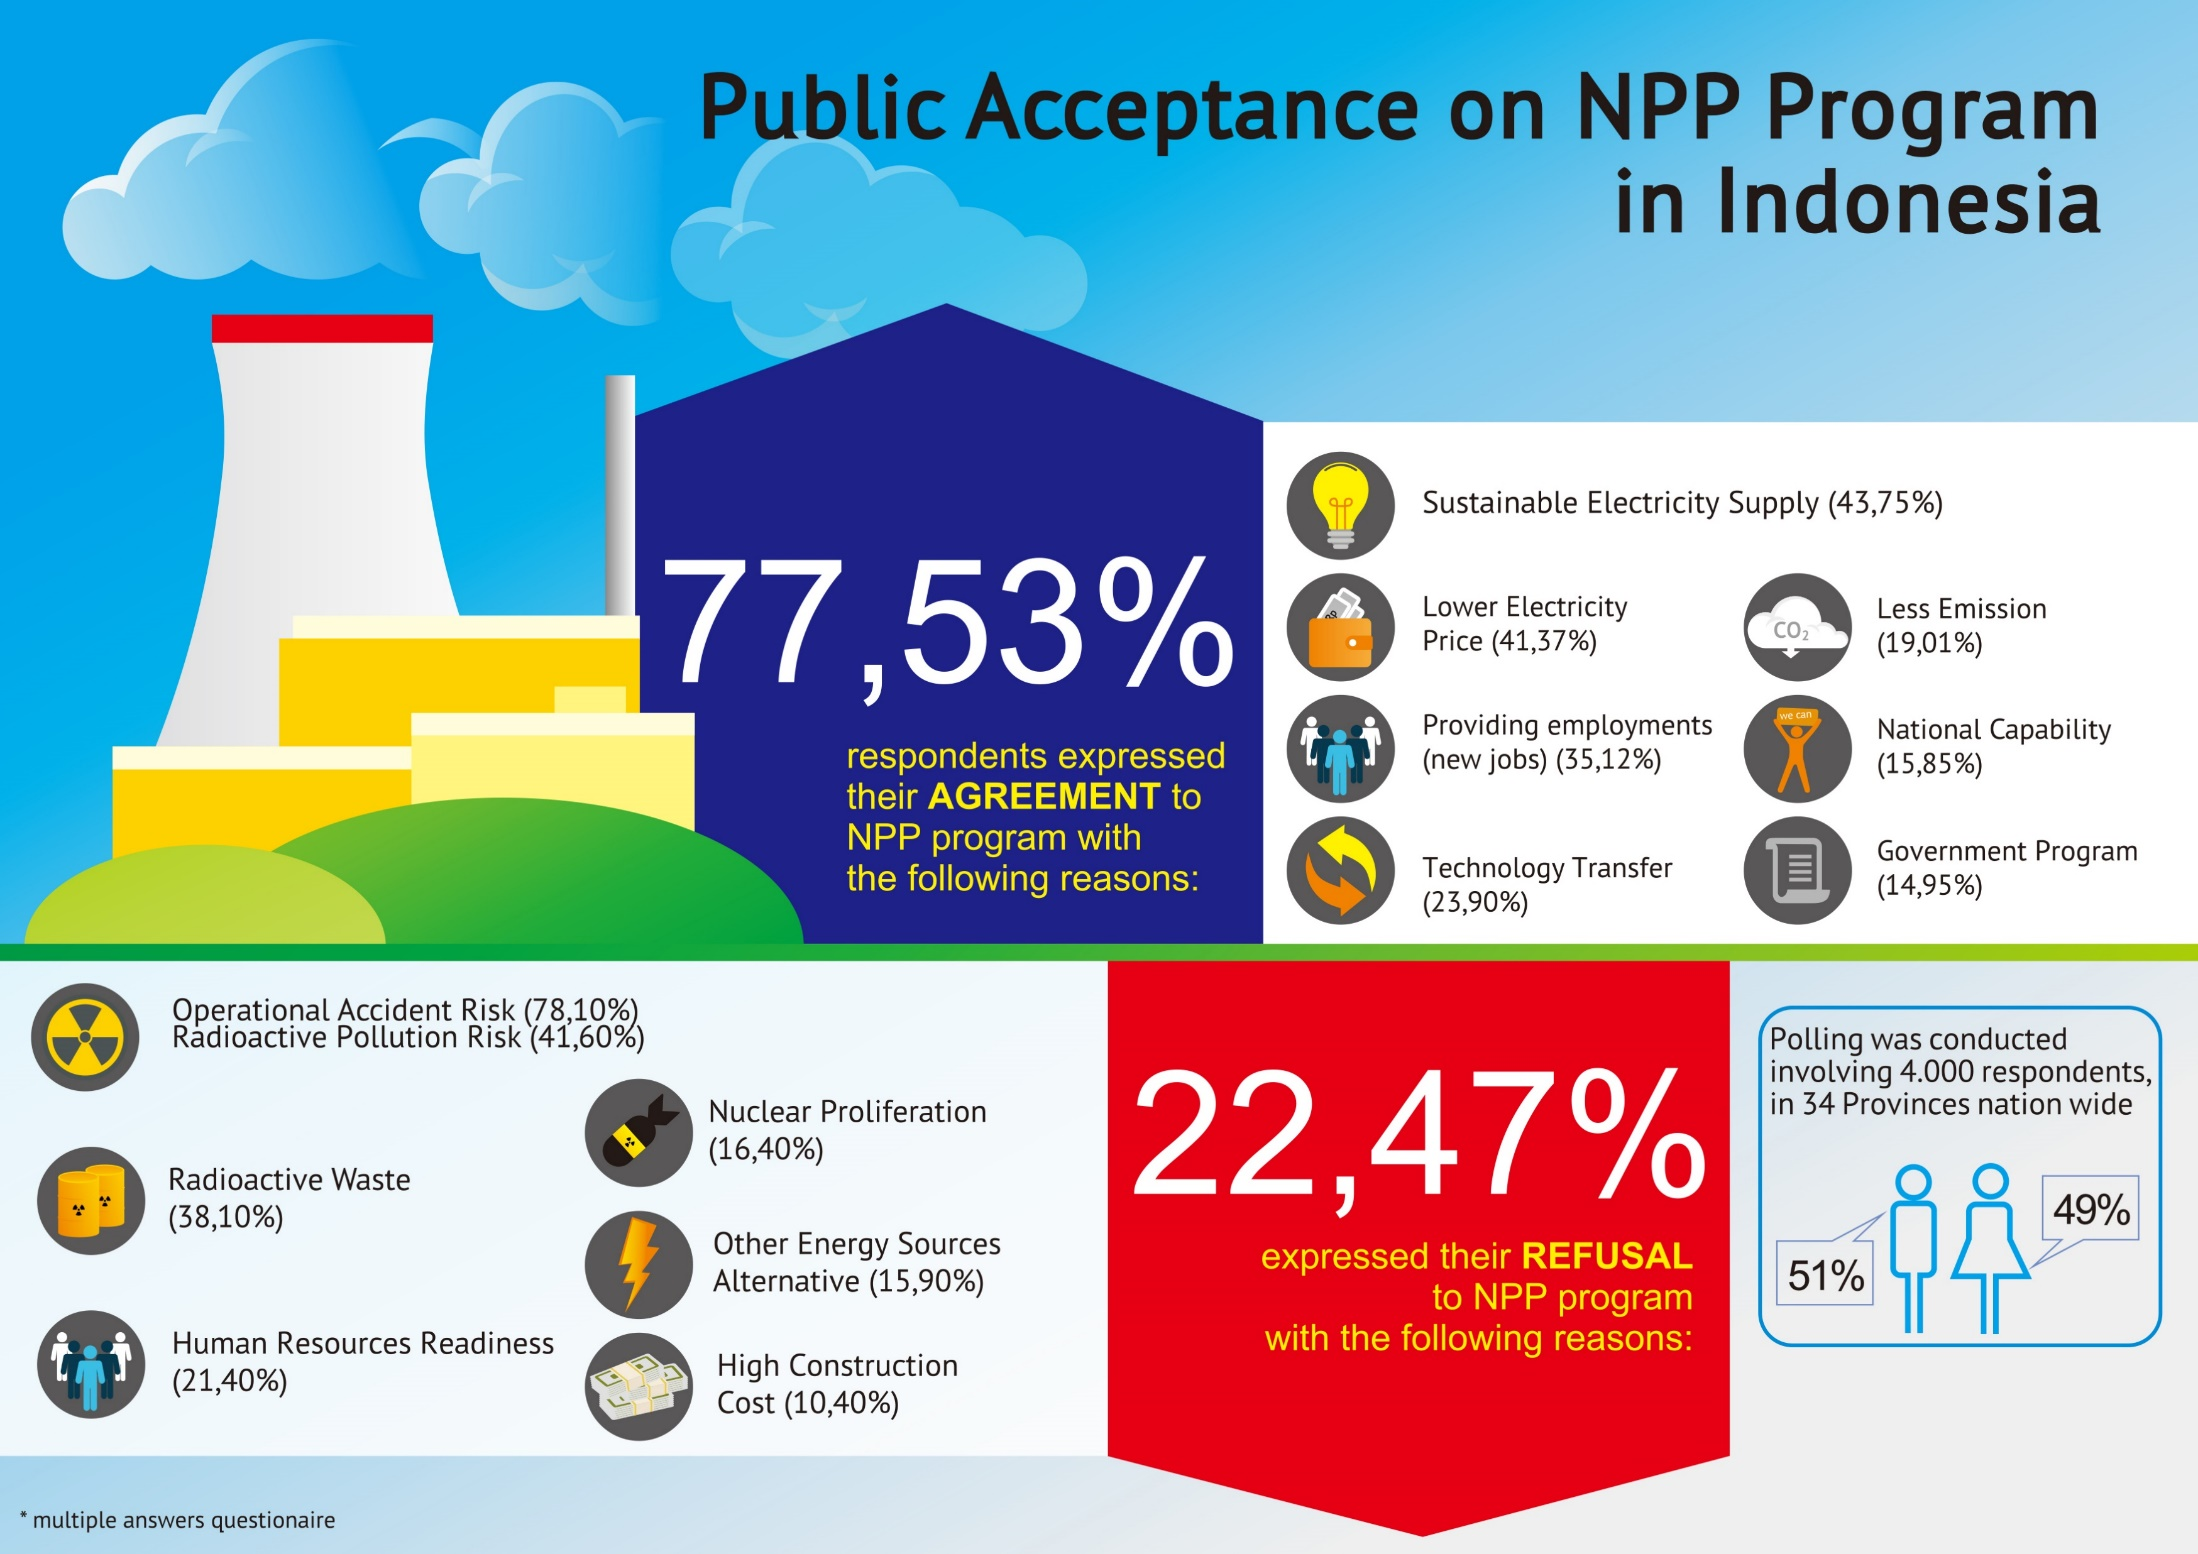 Public Acceptance on NPP Program
in Indonesia
77,53%
respondents expressed
their AGREEMENT to
NPP program with
the following reasons:
Sustainable Electricity Supply (43,75%)
Lower Electricity
Price (41,37%)
Providing employments
(new jobs) (35,12%)
Technology Transfer
(23,90%)
CO2
Less Emission
(19,01%)
we can
National Capability
(15,85%)
Government Program
(14,95%)
Operational Accident Risk (78,10%)
Radioactive Pollution Risk (41,60%)
Radioactive Waste
(38,10%)
Human Resources Readiness
(21,40%)
Nuclear Proliferation
(16,40%)
Other Energy Sources
Alternative (15,90%)
High Construction
Cost (10,40%)
22,47%
expressed their REFUSAL
to NPP program
with the following reasons:
Polling was conducted
involving 4.000 respondents,
in 34 Provinces nation wide
51%
49%
* multiple answers questionaire